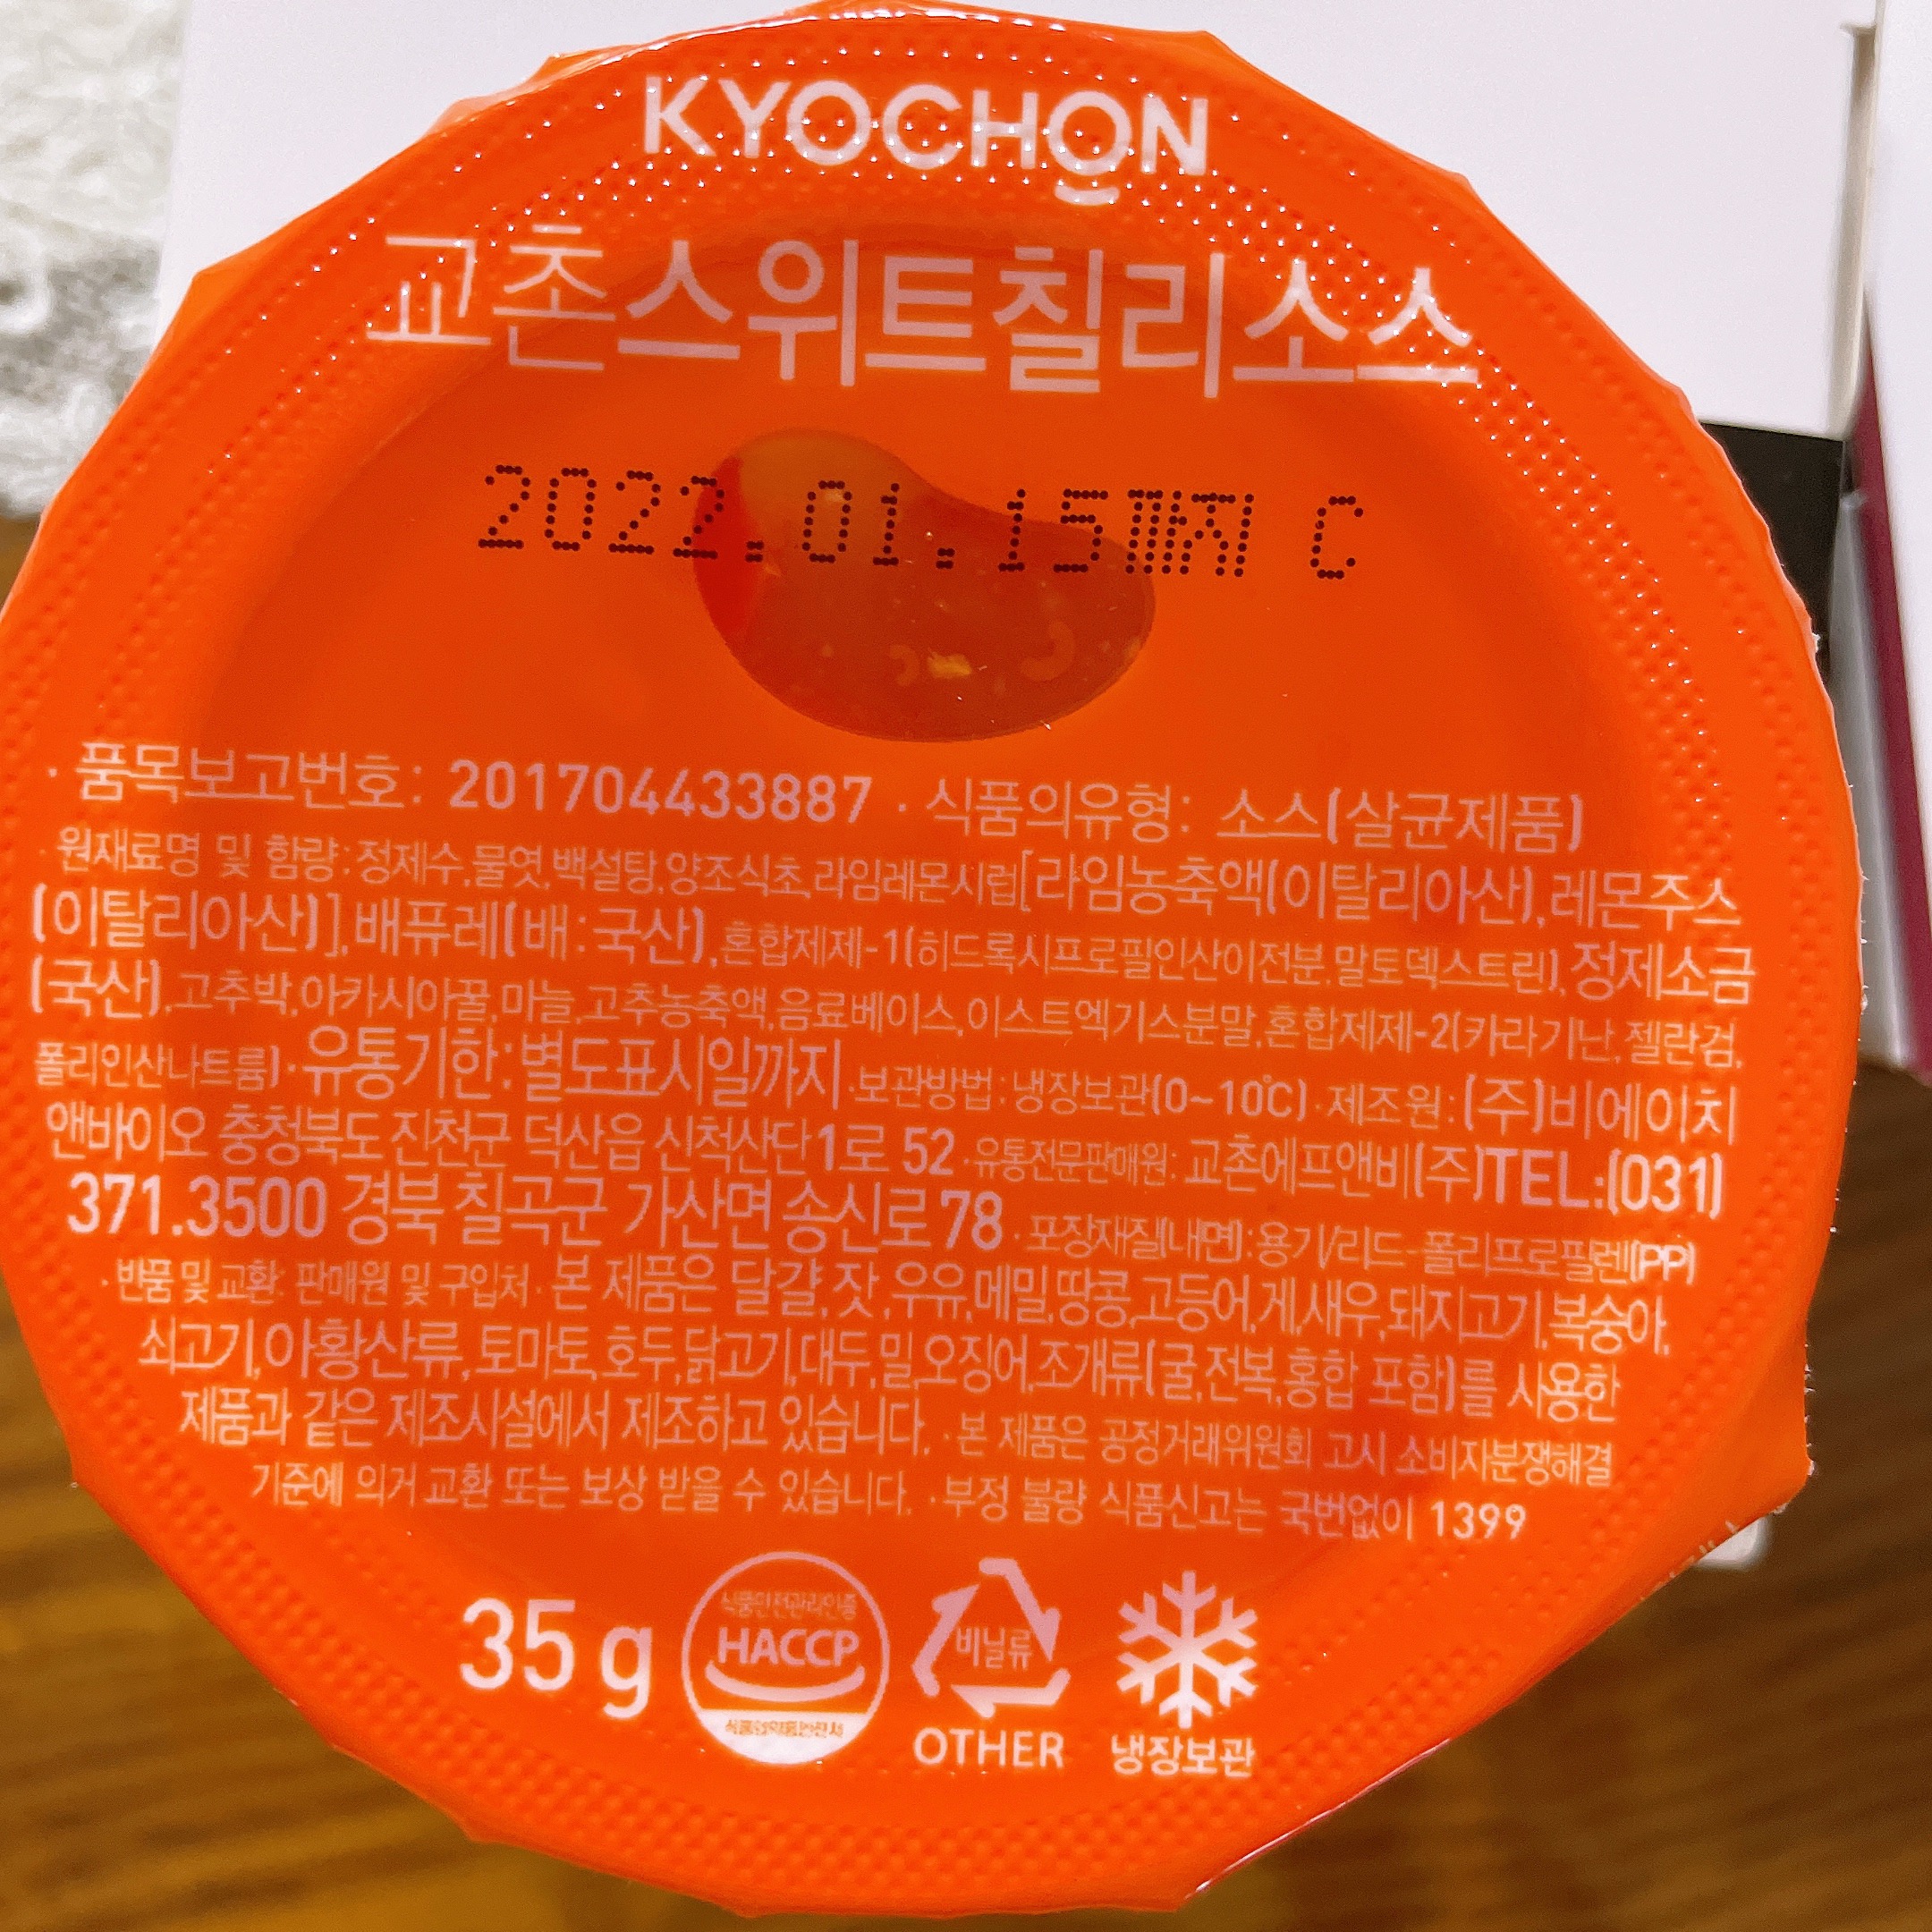 KYOCHON
교촌스위트칠리소스
2022.01.15까지 C
· 품목보고번호: 201704433887 · 식품의유형: 소스(살균제품)
· 원재료명 및 함량:정제수,물엿,백설탕,양조식초,라임레몬시럽[라임농축액(이탈리아산),레몬주스
(이탈리아산)],배퓨레(배:국산),혼합제제-1(히드록시프로필인산이전분,말토덱스트린),정제소금
(국산),고추박,아카시아꿀,마늘,고추농축액,음료베이스,이스트엑기스분말,혼합제제-2(카라기난,젤란검,
폴리인산나트륨)·유통기한:별도표시일까지·보관방법:냉장보관(0~10℃)·제조원:(주)비에이치
앤바이오 충청북도 진천군 덕산읍 신척산단1로 52·유통전문판매원:교촌에프앤비(주)TEL.:(031)
371.3500 경북 칠곡군 가산면 송신로78·포장재질(내면):용기/리드-폴리프로필렌(PP)
·반품 및 교환: 판매원 및 구입처·본 제품은 달걀,잣,우유,메밀,땅콩,고등어,게,새우,돼지고기,복숭아,
쇠고기,아황산류,토마토,호두,닭고기,대두,밀,오징어,조개류(굴,전복,홍합 포함)를 사용한
제품과 같은 제조시설에서 제조하고 있습니다. ·본 제품은 공정거래위원회 고시 소비자분쟁해결
기준에 의거 교환 또는 보상 받을 수 있습니다. ·부정 불량 식품신고는 국번없이 1399
35g
식품안전관리인증
HACCP
식품의약품안전처
비닐류
OTHER
냉장보관